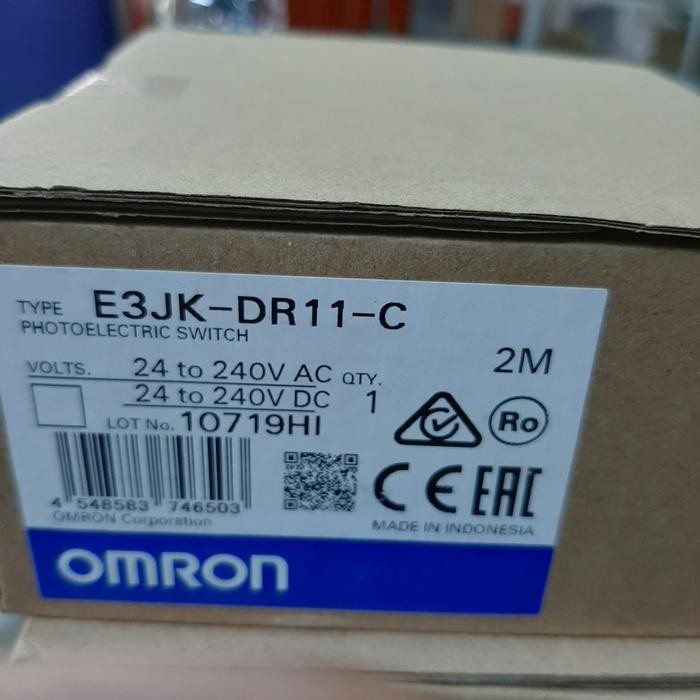 TYPE E3JK-DR11-C
PHOTOELECTRIC SWITCH
2M
VOLTS. 24 to 240V AC
24 to 240V DC
QTY. 1
LOT No. 10719HI
Ro
4 548583 746503
CE EAC
OMRON Corporation
MADE IN INDONESIA
OMRON